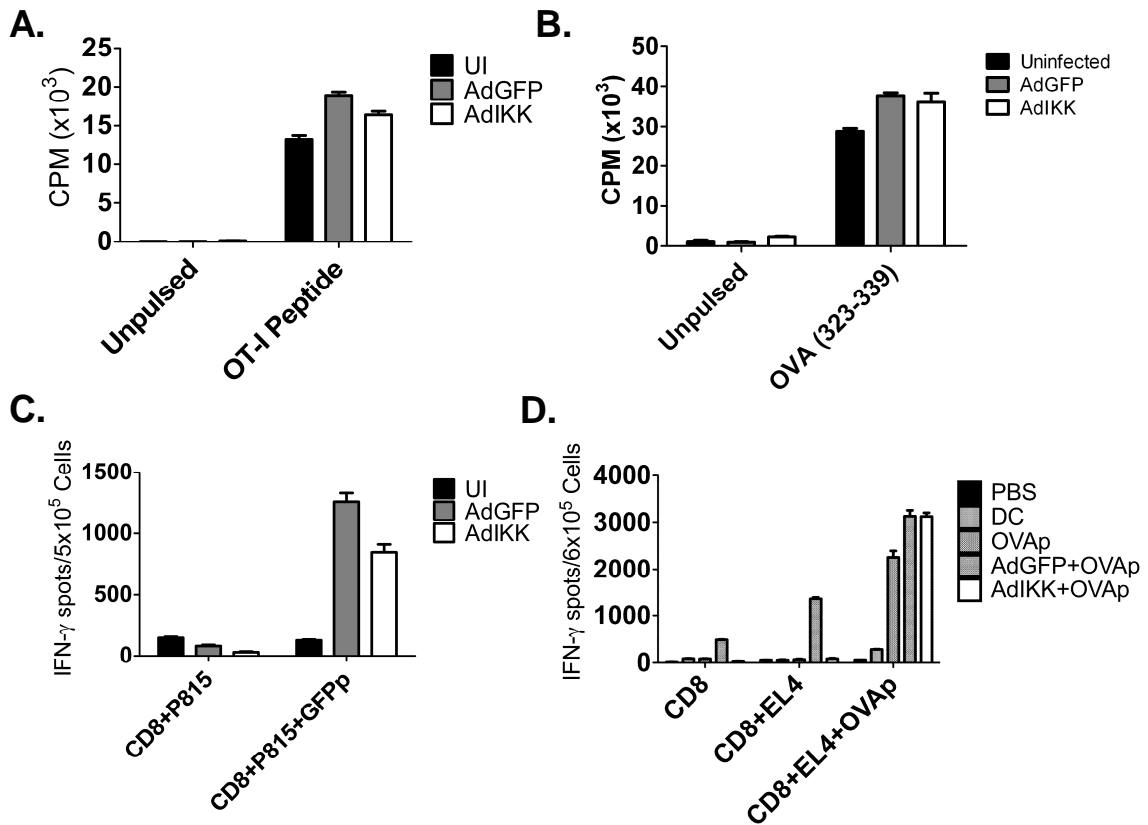 A.
CPM (x10³)
25
20
15
10
5
0
Unpulsed
OT-I Peptide
UI
AdGFP
AdIKK
B.
CPM (x10³)
50
40
30
20
10
0
Unpulsed
OVA (323-339)
Uninfected
AdGFP
AdIKK
C.
IFN-γ spots/5x10⁵ Cells
1500
1000
500
0
CD8+P815
CD8+P815+GFPp
UI
AdGFP
AdIKK
D.
IFN-γ spots/6x10⁵ Cells
4000
3000
2000
1000
0
CD8
CD8+EL4
CD8+EL4+OVAp
PBS
DC
OVAp
AdGFP+OVAp
AdIKK+OVAp